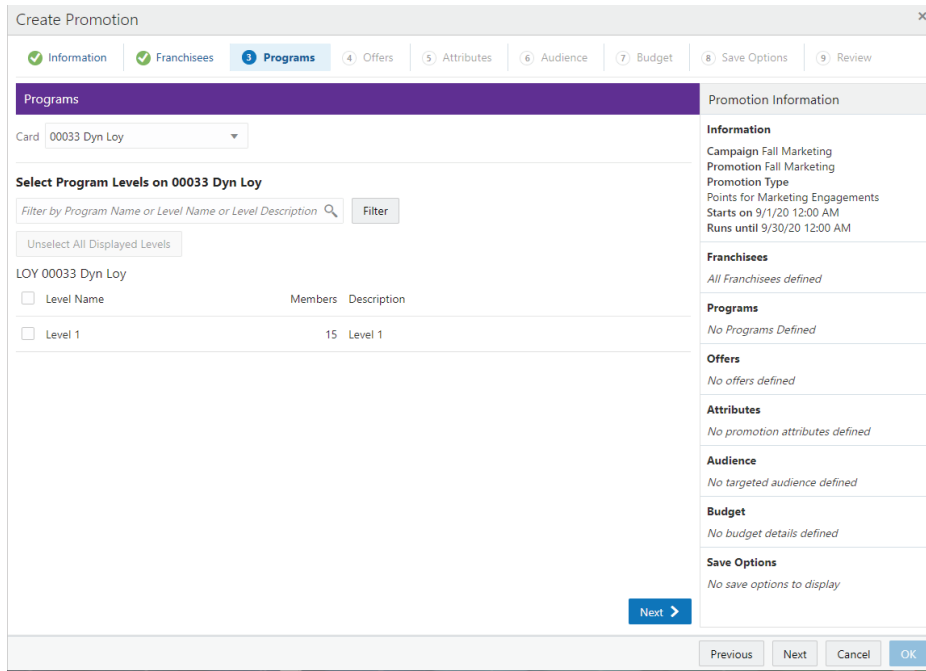 Create Promotion
Information Franchisees 3 Programs 4 Offers 5 Attributes 6 Audience 7 Budget 8 Save Options 9 Review
Programs
Card 00033 Dyn Loy
Select Program Levels on 00033 Dyn Loy
Filter by Program Name or Level Name or Level Description Filter
Unselect All Displayed Levels
LOY 00033 Dyn Loy
Level Name Members Description
Level 1 15 Level 1
Next
Promotion Information
Information
Campaign Fall Marketing
Promotion Fall Marketing
Promotion Type
Points for Marketing Engagements
Starts on 9/1/20 12:00 AM
Runs until 9/30/20 12:00 AM
Franchisees
All Franchisees defined
Programs
No Programs Defined
Offers
No offers defined
Attributes
No promotion attributes defined
Audience
No targeted audience defined
Budget
No budget details defined
Save Options
No save options to display
Previous Next Cancel OK